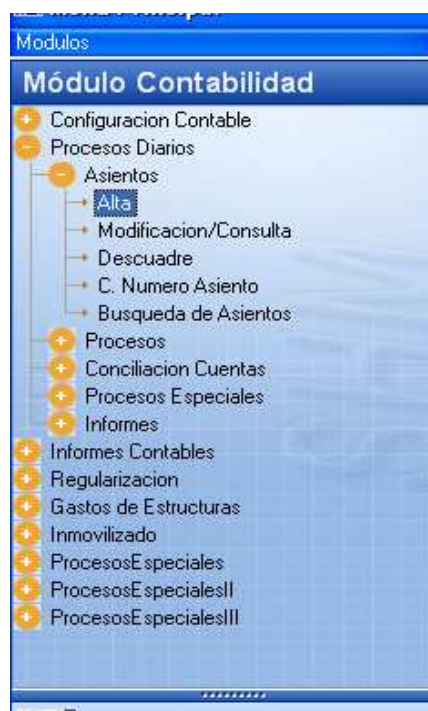 Modulos
Módulo Contabilidad
Configuracion Contable
Procesos Diarios
Asientos
Alta
Modificacion/Consulta
Descuadre
C. Numero Asiento
Busqueda de Asientos
Procesos
Conciliacion Cuentas
Procesos Especiales
Informes
Informes Contables
Regularizacion
Gastos de Estructuras
Inmovilizado
ProcesosEspeciales
ProcesosEspecialesII
ProcesosEspecialesIII